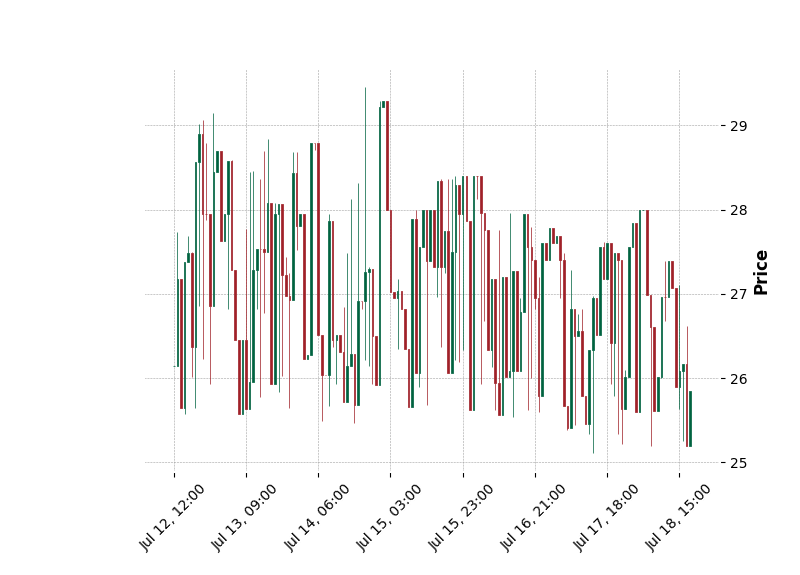 29
28
27
26
25
Price
Jul 12, 12:00
Jul 13, 09:00
Jul 14, 06:00
Jul 15, 03:00
Jul 15, 23:00
Jul 16, 21:00
Jul 17, 18:00
Jul 18, 15:00